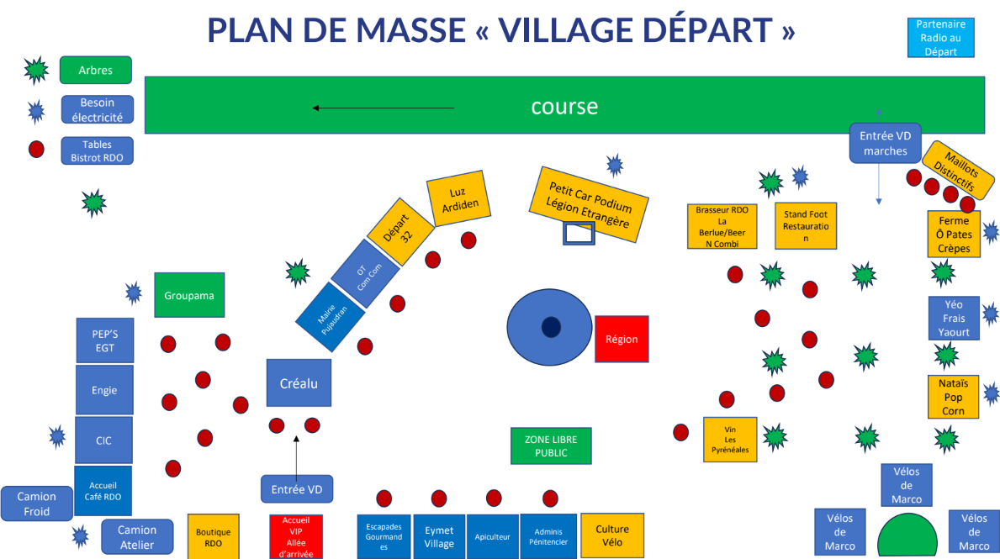 PLAN DE MASSE « VILLAGE DÉPART »
Partenaire
Radio au
Départ
Arbres
Besoin
électricité
Tables
Bistrot RDO
course
Entrée VD
marches
Maillots
Distinctifs
Luz
Ardiden
Petit Car Podium
Légion Etrangère
Départ
32
OT
Com Com
Mairie
Pujaudran
Brasseur RDO
La
Berlue/Beer
N Combi
Stand Foot
Restauratio
n
Ferme
Ô Pates
Crèpes
Groupama
Yéo
Frais
Yaourt
PEP'S
EGT
Région
Engie
Créalu
Nataïs
Pop
Corn
CIC
ZONE LIBRE
PUBLIC
Vin
Les
Pyrénéales
Accueil
Café RDO
Entrée VD
Camion
Froid
Camion
Atelier
Boutique
RDO
Accueil
VIP
Allée
d'arrivée
Escapades
Gourmand
es
Eymet
Village
Apiculteur
Adminis
Pénitencier
Culture
Vélo
Vélos
de
Marco
Vélos
de
Marco
Vélos
de
Marco